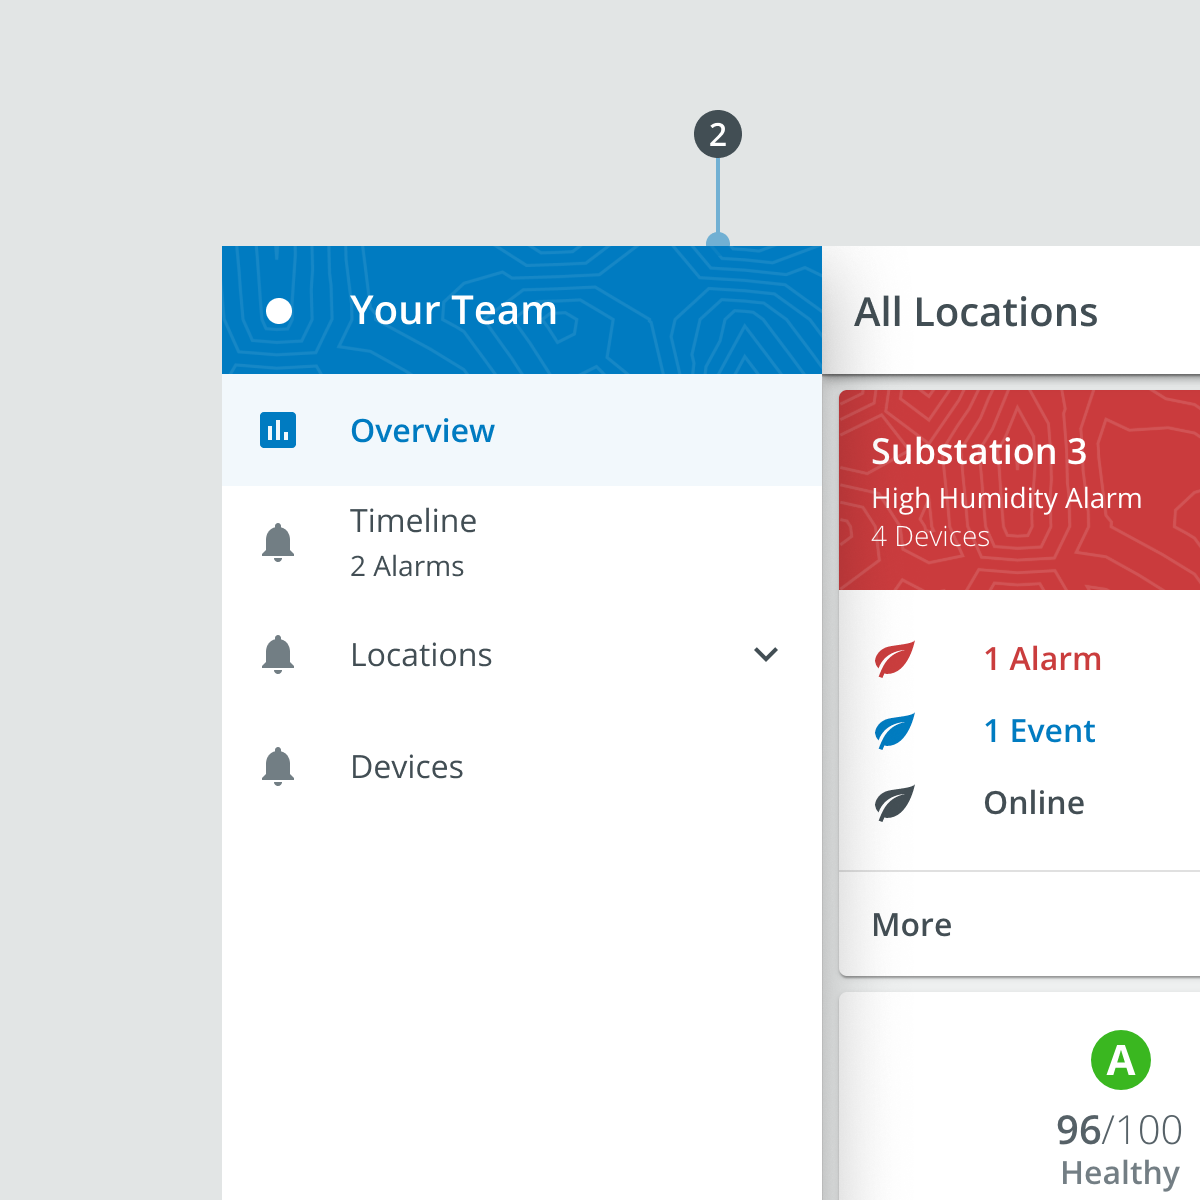 2
Your Team
Overview
Timeline
2 Alarms
Locations
Devices
All Locations
Substation 3
High Humidity Alarm
4 Devices
1 Alarm
1 Event
Online
More
A
96/100
Healthy